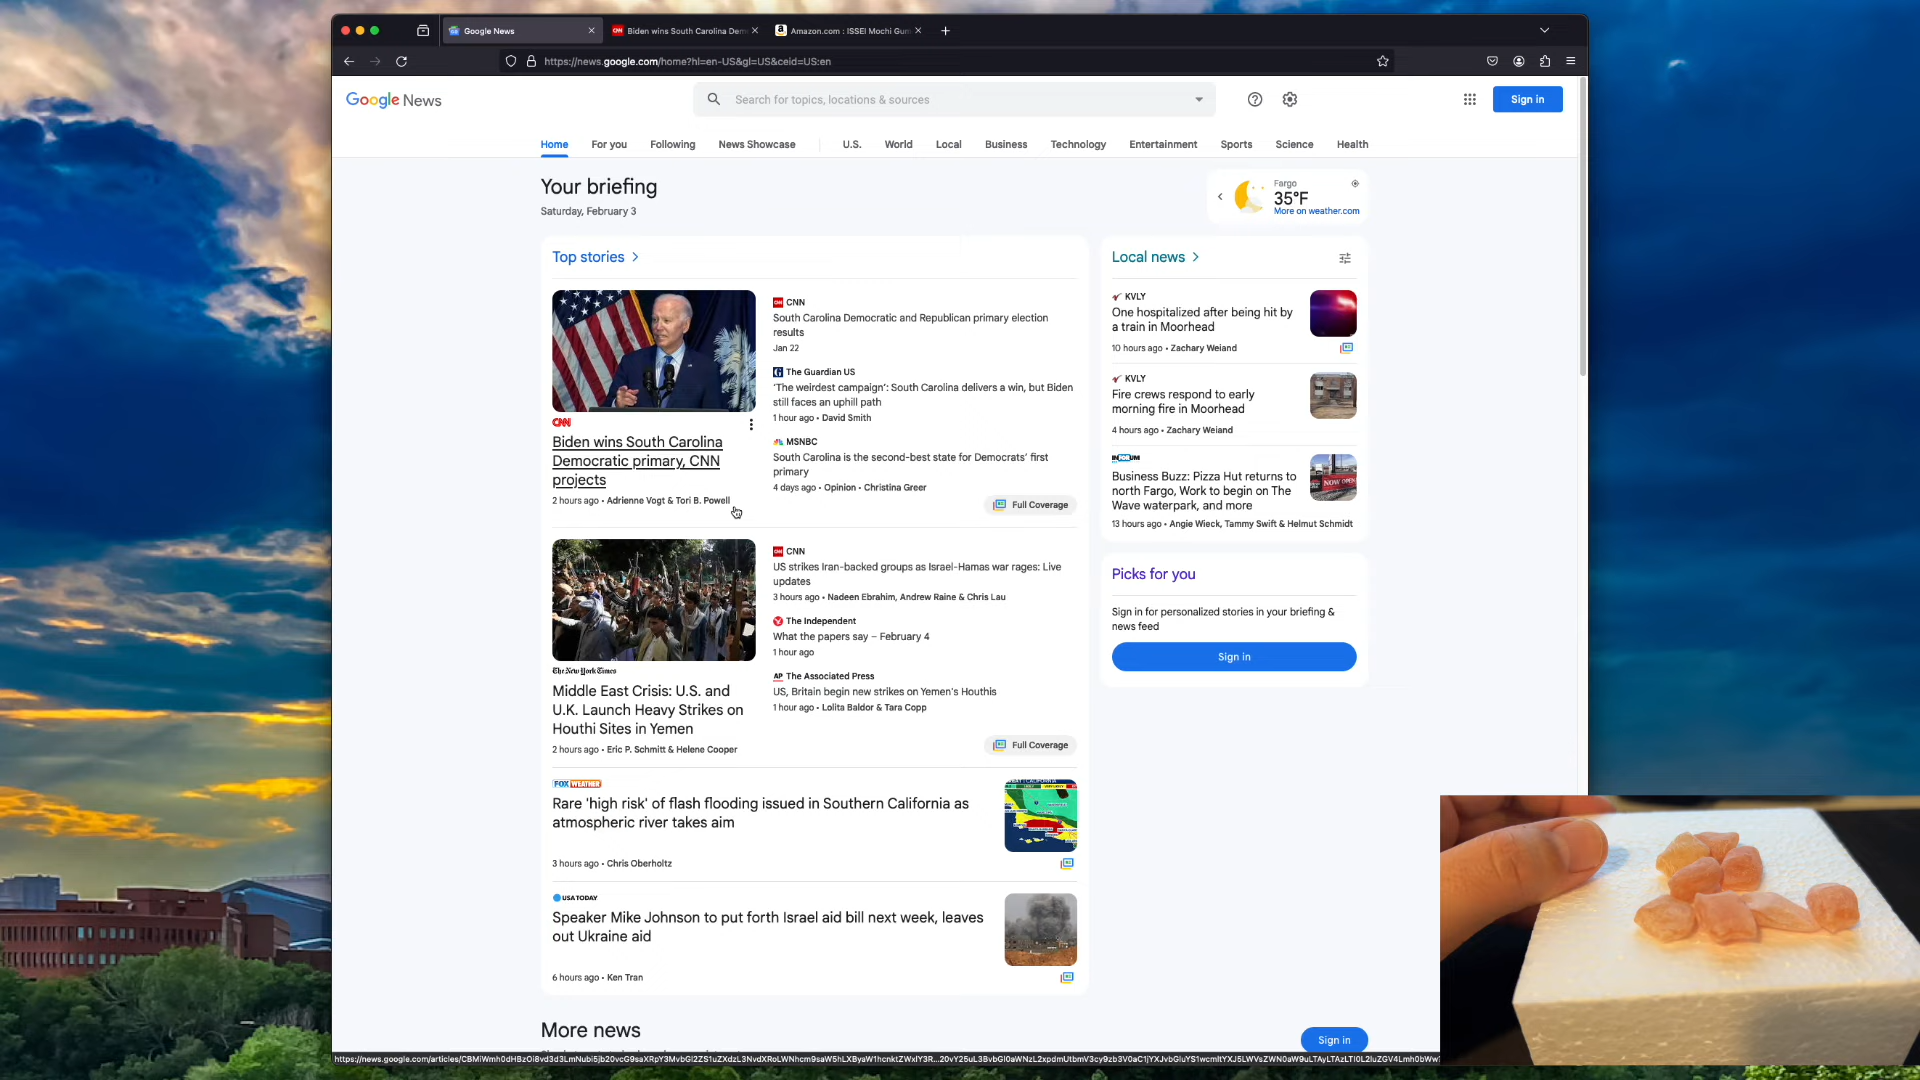 Google News
Biden wins South Carolina Dem
Amazon.com : ISSEI Mochi Gum
https://news.google.com/home?hl=en-US&gl=US&ceid=US:en
Google News
Search for topics, locations & sources
Sign in
Home
For you
Following
News Showcase
U.S.
World
Local
Business
Technology
Entertainment
Sports
Science
Health
Your briefing
Saturday, February 3
Fargo
35°F
More on weather.com
Top stories
CNN
Biden wins South Carolina
Democratic primary, CNN
projects
2 hours ago • Adrienne Vogt & Tori B. Powell
CNN
South Carolina Democratic and Republican primary election
results
Jan 22
The Guardian US
‘The weirdest campaign’: South Carolina delivers a win, but Biden
still faces an uphill path
1 hour ago • David Smith
MSNBC
South Carolina is the second-best state for Democrats’ first
primary
4 days ago • Opinion • Christina Greer
Full Coverage
The New York Times
Middle East Crisis: U.S. and
U.K. Launch Heavy Strikes on
Houthi Sites in Yemen
2 hours ago • Eric P. Schmitt & Helene Cooper
CNN
US strikes Iran-backed groups as Israel-Hamas war rages: Live
updates
3 hours ago • Nadeen Ebrahim, Andrew Raine & Chris Lau
The Independent
What the papers say – February 4
1 hour ago
AP The Associated Press
US, Britain begin new strikes on Yemen’s Houthis
1 hour ago • Lolita Baldor & Tara Copp
Full Coverage
FOX WEATHER
Rare 'high risk' of flash flooding issued in Southern California as
atmospheric river takes aim
3 hours ago • Chris Oberholtz
USA TODAY
Speaker Mike Johnson to put forth Israel aid bill next week, leaves
out Ukraine aid
6 hours ago • Ken Tran
Local news
KVLY
One hospitalized after being hit by
a train in Moorhead
10 hours ago • Zachary Weiand
KVLY
Fire crews respond to early
morning fire in Moorhead
4 hours ago • Zachary Weiand
INFORUM
Business Buzz: Pizza Hut returns to
north Fargo, Work to begin on The
Wave waterpark, and more
13 hours ago • Angie Wieck, Tammy Swift & Helmut Schmidt
NOW OPEN
Picks for you
Sign in for personalized stories in your briefing &
news feed
Sign in
More news
Sign in